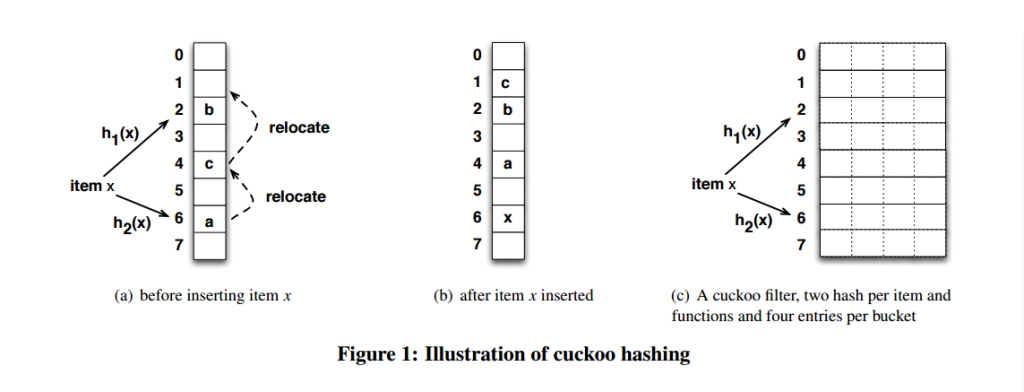 0
1
2 b
3
4 c
5
6 a
7
h1(x)
item x
h2(x)
relocate
relocate
(a) before inserting item x
0
1 c
2 b
3
4 a
5
6 x
7
(b) after item x inserted
0
1
2
3
4
5
6
7
h1(x)
item x
h2(x)
(c) A cuckoo filter, two hash per item and
functions and four entries per bucket
Figure 1: Illustration of cuckoo hashing